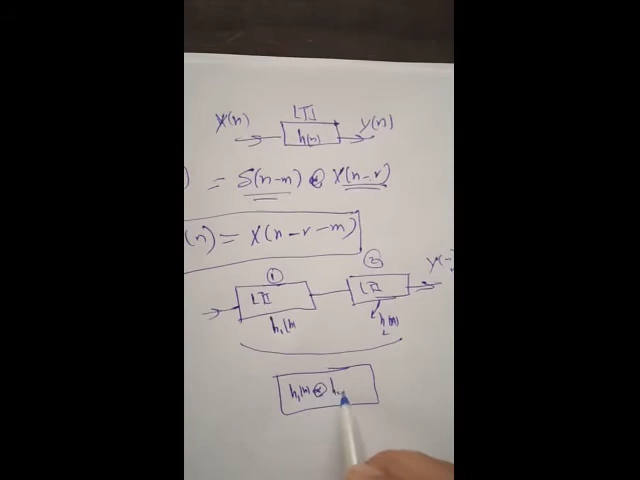 LTI
X(n) h(n) y(n)
) = δ(n-m) ⊛ X(n-r)
(n) = X(n-r-m)
① ②
LTI LTI y(n)
h₁(n h₂(n)
h₁(n) ⊛ h